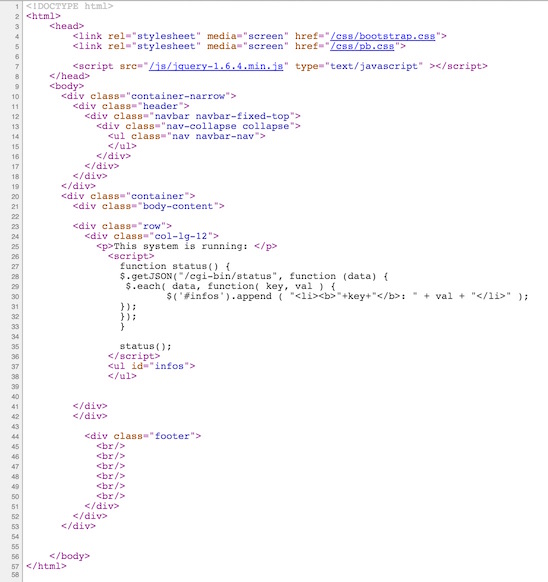 1 <!DOCTYPE html>
2 <html>
3 <head>
4 <link rel="stylesheet" media="screen" href="/css/bootstrap.css">
5 <link rel="stylesheet" media="screen" href="/css/pb.css">
6
7 <script src="/js/jquery-1.6.4.min.js" type="text/javascript" ></script>
8 </head>
9 <body>
10 <div class="container-narrow">
11 <div class="header">
12 <div class="navbar navbar-fixed-top">
13 <div class="nav-collapse collapse">
14 <ul class="nav navbar-nav">
15 </ul>
16 </div>
17 </div>
18 </div>
19 </div>
20 <div class="container">
21 <div class="body-content">
22
23 <div class="row">
24 <div class="col-lg-12">
25 <p>This system is running: </p>
26 <script>
27 function status() {
28 $.getJSON("/cgi-bin/status", function (data) {
29 $.each( data, function( key, val ) {
30 $('#infos').append ( "<li><b>"+key+"</b>: " + val + "</li>" );
31 });
32 });
33 }
34
35 status();
36 </script>
37 <ul id="infos">
38 </ul>
39
40
41 </div>
42 </div>
43
44 <div class="footer">
45 <br/>
46 <br/>
47 <br/>
48 <br/>
49 <br/>
50 <br/>
51 </div>
52 </div>
53 </div>
54
55
56 </body>
57 </html>
58